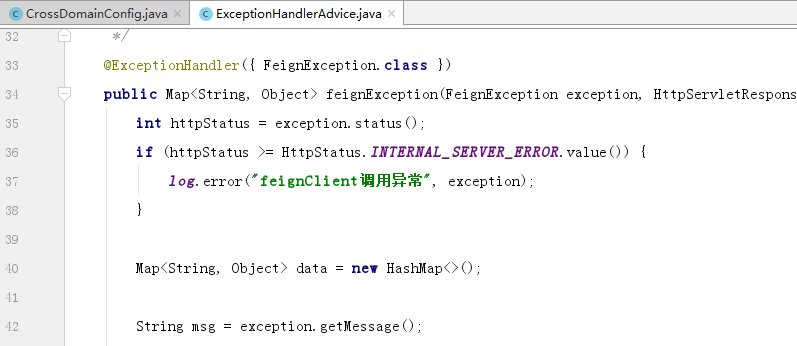 CrossDomainConfig.java × ExceptionHandlerAdvice.java ×
32 */
33 @ExceptionHandler({ FeignException.class })
34 public Map<String, Object> feignException(FeignException exception, HttpServletRespons
35 int httpStatus = exception.status();
36 if (httpStatus >= HttpStatus.INTERNAL_SERVER_ERROR.value()) {
37 log.error("feignClient调用异常", exception);
38 }
39
40 Map<String, Object> data = new HashMap<>();
41
42 String msg = exception.getMessage();